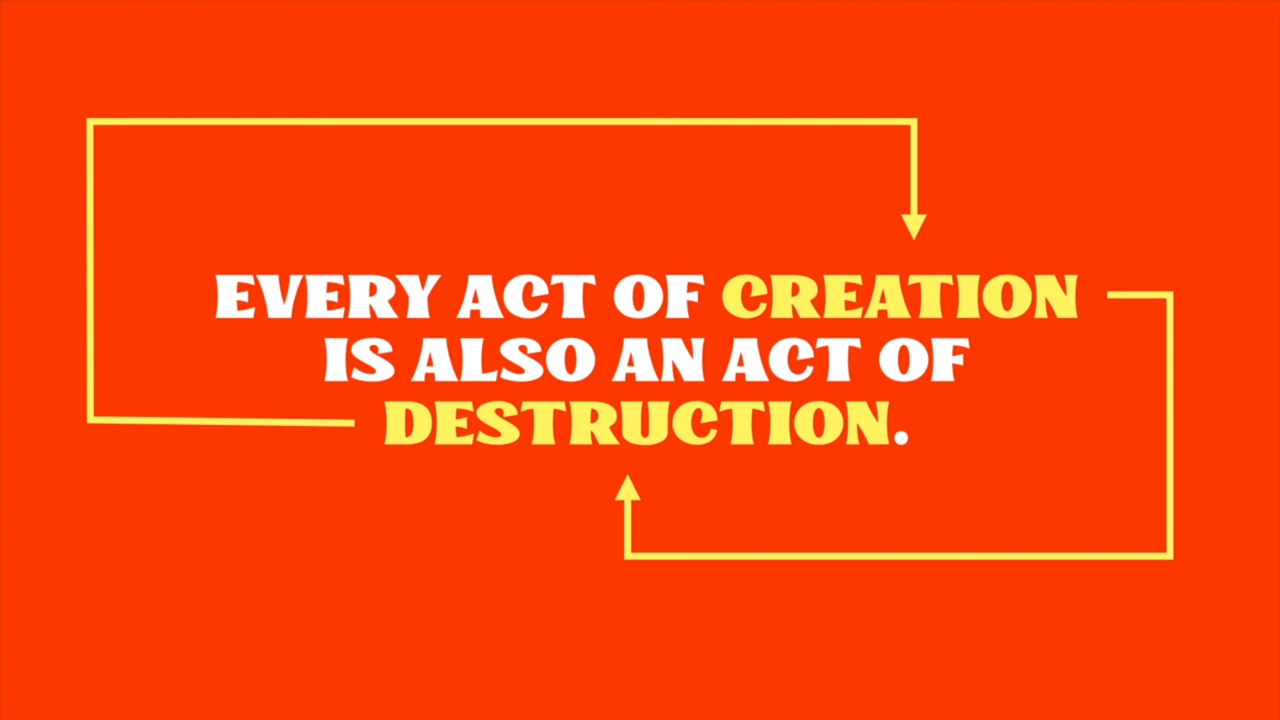 EVERY ACT OF CREATION
IS ALSO AN ACT OF
DESTRUCTION.